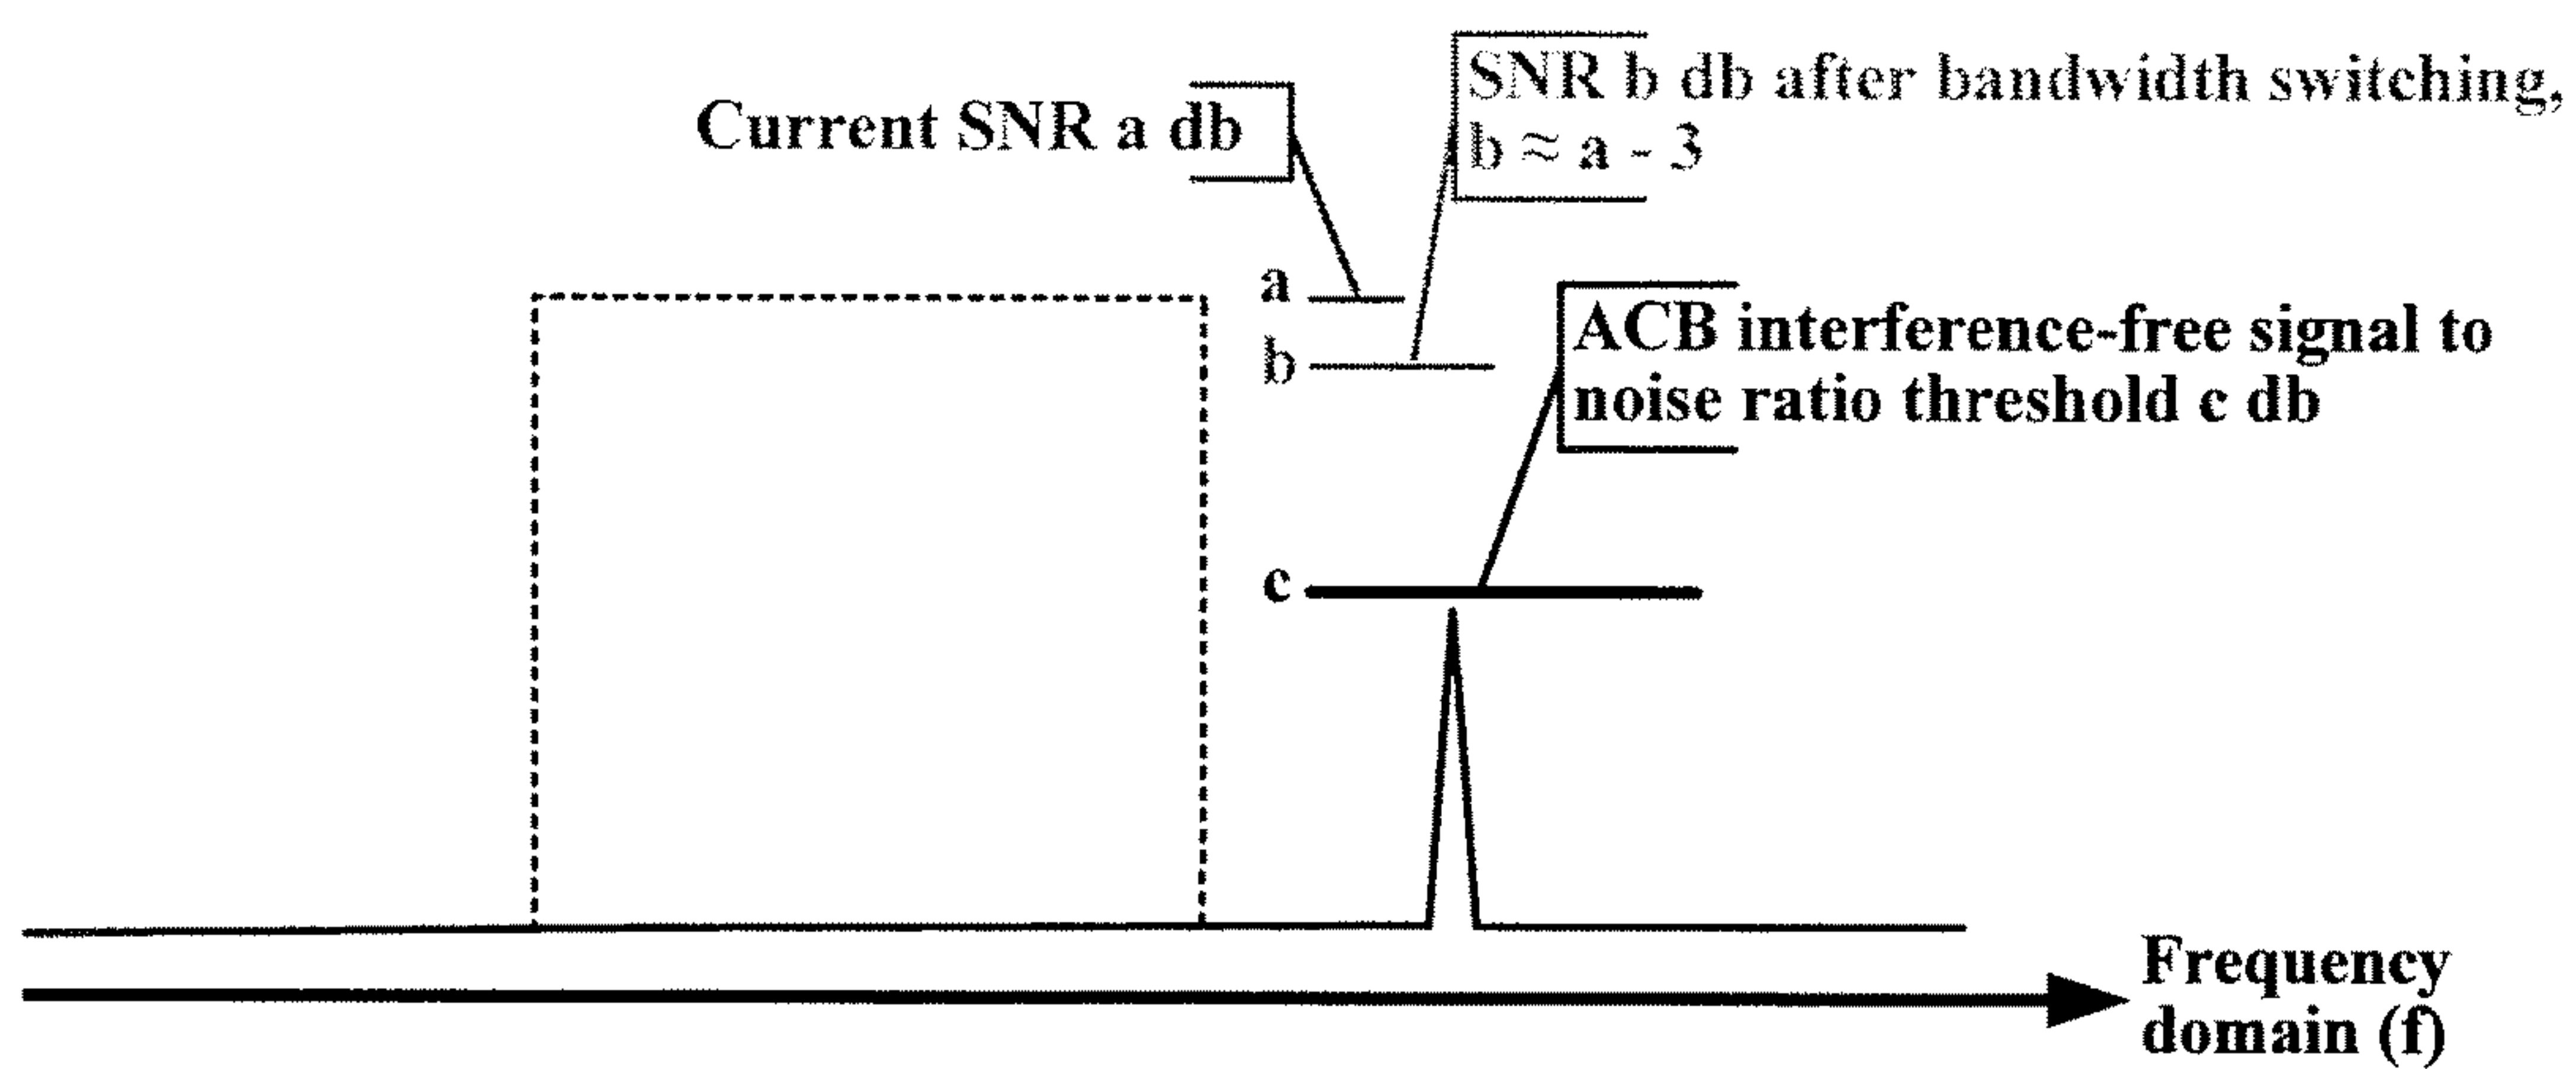 Current SNR a db
SNR b db after bandwidth switching,
b ≈ a - 3
a
b
ACB interference-free signal to
noise ratio threshold c db
c
Frequency
domain (f)